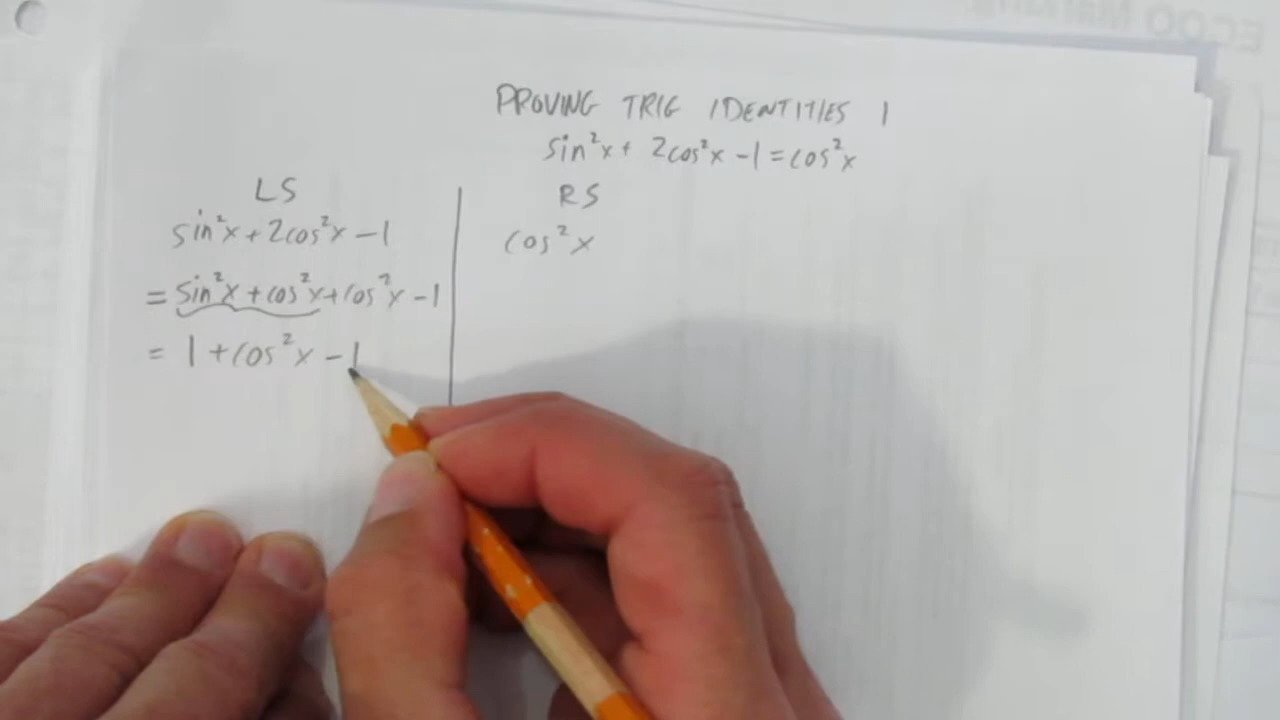 PROVING TRIG IDENTITIES 1
sin²x + 2cos²x - 1 = cos²x
LS
sin²x + 2cos²x - 1
= sin²x + cos²x + cos²x - 1
= 1 + cos²x - 1
RS
cos²x